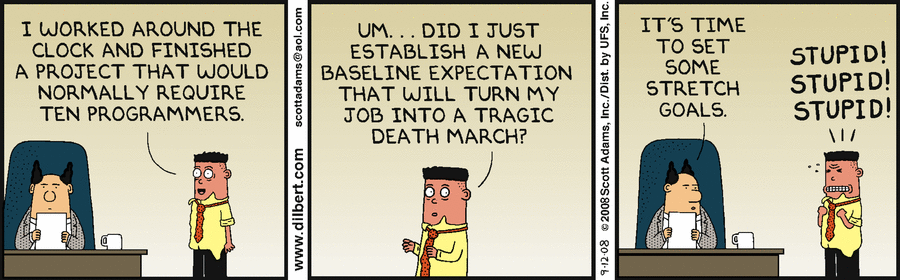 I WORKED AROUND THE
CLOCK AND FINISHED
A PROJECT THAT WOULD
NORMALLY REQUIRE
TEN PROGRAMMERS.
www.dilbert.com
scottadams@aol.com
UM... DID I JUST
ESTABLISH A NEW
BASELINE EXPECTATION
THAT WILL TURN MY
JOB INTO A TRAGIC
DEATH MARCH?
9-12-08 © 2008 Scott Adams, Inc./Dist. by UFS, Inc.
IT'S TIME
TO SET
SOME
STRETCH
GOALS.
STUPID!
STUPID!
STUPID!